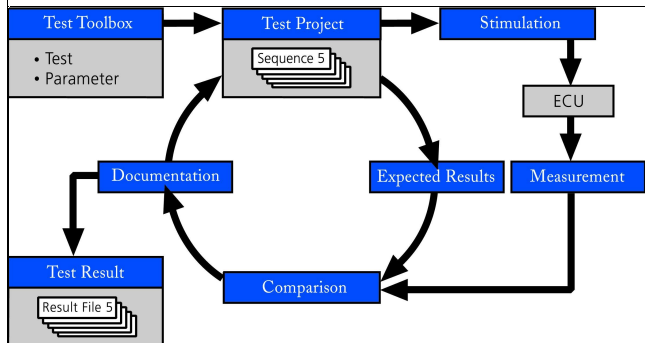 Test Toolbox
• Test
• Parameter
Test Project
Sequence 5
Stimulation
ECU
Documentation
Expected Results
Measurement
Test Result
Result File 5
Comparison